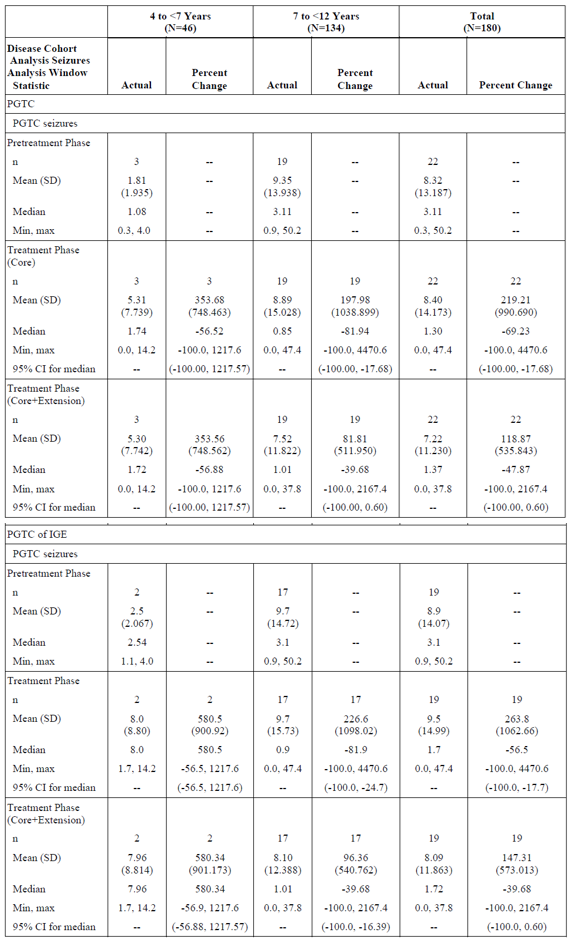 4 to <7 Years 7 to <12 Years Total
(N=46) (N=134) (N=180)
Disease Cohort
Analysis Seizures
Analysis Window Percent Percent
Statistic Actual Change Actual Change Actual Percent Change
PGTC
PGTC seizures
Pretreatment Phase
n 3 -- 19 -- 22 --
Mean (SD) 1.81 -- 9.35 -- 8.32 --
(1.935) (13.938) (13.187)
Median 1.08 -- 3.11 -- 3.11 --
Min, max 0.3, 4.0 -- 0.9, 50.2 -- 0.3, 50.2 --
Treatment Phase
(Core)
n 3 3 19 19 22 22
Mean (SD) 5.31 353.68 8.89 197.98 8.40 219.21
(7.739) (748.463) (15.028) (1038.899) (14.173) (990.690)
Median 1.74 -56.52 0.85 -81.94 1.30 -69.23
Min, max 0.0, 14.2 -100.0, 1217.6 0.0, 47.4 -100.0, 4470.6 0.0, 47.4 -100.0, 4470.6
95% CI for median -- (-100.00, 1217.57) -- (-100.00, -17.68) -- (-100.00, -17.68)
Treatment Phase
(Core+Extension)
n 3 19 19 22 22
Mean (SD) 5.30 353.56 7.52 81.81 7.22 118.87
(7.742) (748.562) (11.822) (511.950) (11.230) (535.843)
Median 1.72 -56.88 1.01 -39.68 1.37 -47.87
Min, max 0.0, 14.2 -100.0, 1217.6 0.0, 37.8 -100.0, 2167.4 0.0, 37.8 -100.0, 2167.4
95% CI for median -- (-100.00, 1217.57) -- (-100.00, 0.60) -- (-100.00, 0.60)
PGTC of IGE
PGTC seizures
Pretreatment Phase
n 2 -- 17 -- 19 --
Mean (SD) 2.5 -- 9.7 -- 8.9 --
(2.067) (14.72) (14.07)
Median 2.54 -- 3.1 -- 3.1 --
Min, max 1.1, 4.0 -- 0.9, 50.2 -- 0.9, 50.2 --
Treatment Phase
n 2 2 17 17 19 19
Mean (SD) 8.0 580.5 9.7 226.6 9.5 263.8
(8.80) (900.92) (15.73) (1098.02) (14.99) (1062.66)
Median 8.0 580.5 0.9 -81.9 1.7 -56.5
Min, max 1.7, 14.2 -56.5, 1217.6 0.0, 47.4 -100.0, 4470.6 0.0, 47.4 -100.0, 4470.6
95% CI for median -- (-56.5, 1217.6) -- (-100.0, -24.7) -- (-100.0, -17.7)
Treatment Phase
(Core+Extension)
n 2 2 17 17 19 19
Mean (SD) 7.96 580.34 8.10 96.36 8.09 147.31
(8.814) (901.173) (12.388) (540.762) (11.863) (573.013)
Median 7.96 580.34 1.01 -39.68 1.72 -39.68
Min, max 1.7, 14.2 -56.9, 1217.6 0.0, 37.8 -100.0, 2167.4 0.0, 37.8 -100.0, 2167.4
95% CI for median -- (-56.88, 1217.57) -- (-100.0, -16.39) -- (-100.0, 0.60)